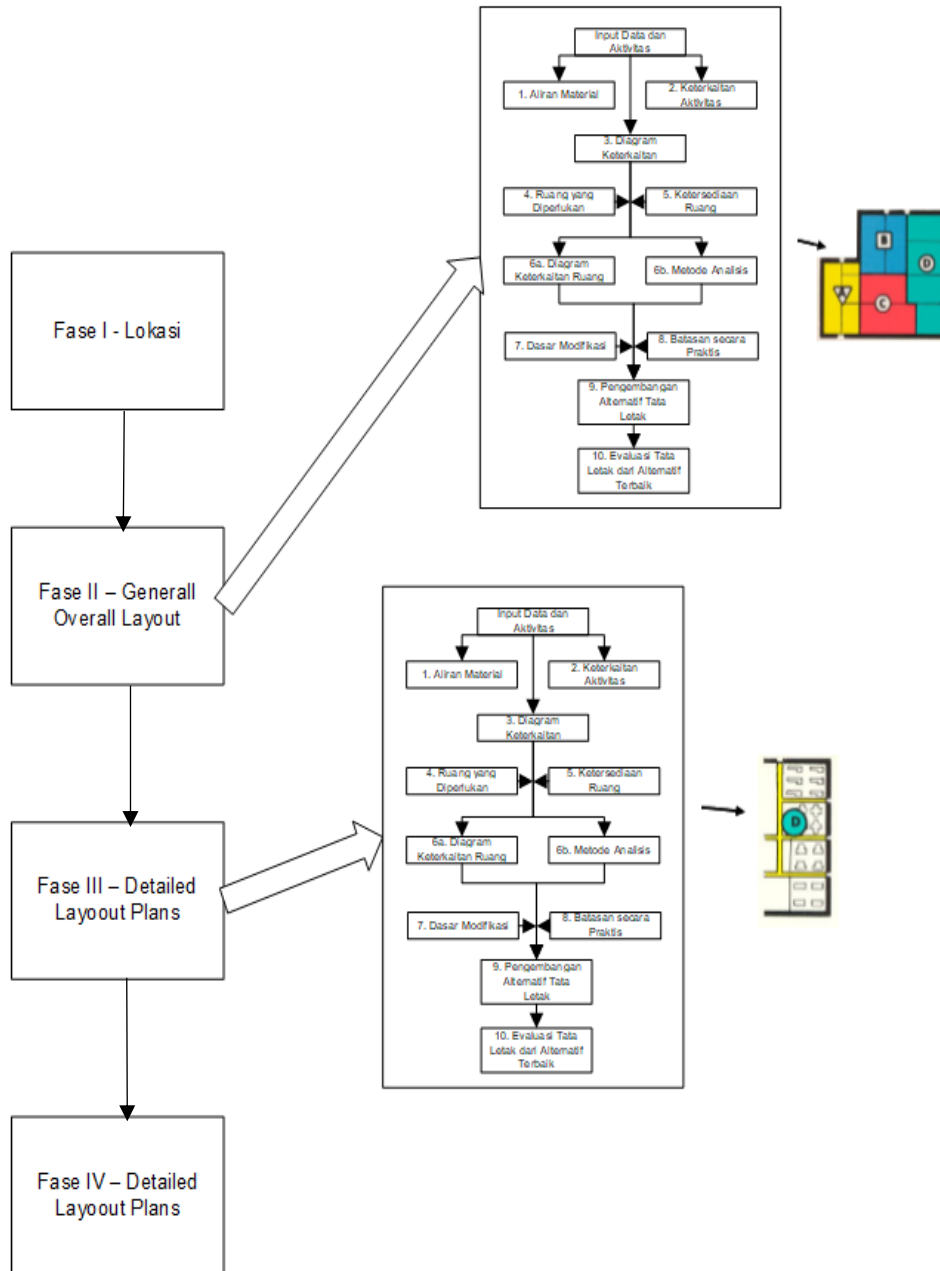 Input Data dan
Aktivitas
1. Aliran Material
2. Keterkaitan
Aktivitas
3. Diagram
Keterkaitan
4. Ruang yang
Diperlukan
5. Ketersediaan
Ruang
6a. Diagram
Keterkaitan Ruang
6b. Metode Analisis
7. Dasar Modifikasi
8. Batasan secara
Praktis
9. Pengembangan
Alternatif Tata
Letak
10. Evaluasi Tata
Letak dari Alternatif
Terbaik
B
D
A
C
Fase I - Lokasi
Fase II – Generall
Overall Layout
Input Data dan
Aktivitas
1. Aliran Material
2. Keterkaitan
Aktivitas
3. Diagram
Keterkaitan
4. Ruang yang
Diperlukan
5. Ketersediaan
Ruang
6a. Diagram
Keterkaitan Ruang
6b. Metode Analisis
7. Dasar Modifikasi
8. Batasan secara
Praktis
9. Pengembangan
Alternatif Tata
Letak
10. Evaluasi Tata
Letak dari Alternatif
Terbaik
D
Fase III – Detailed
Layoout Plans
Fase IV – Detailed
Layoout Plans